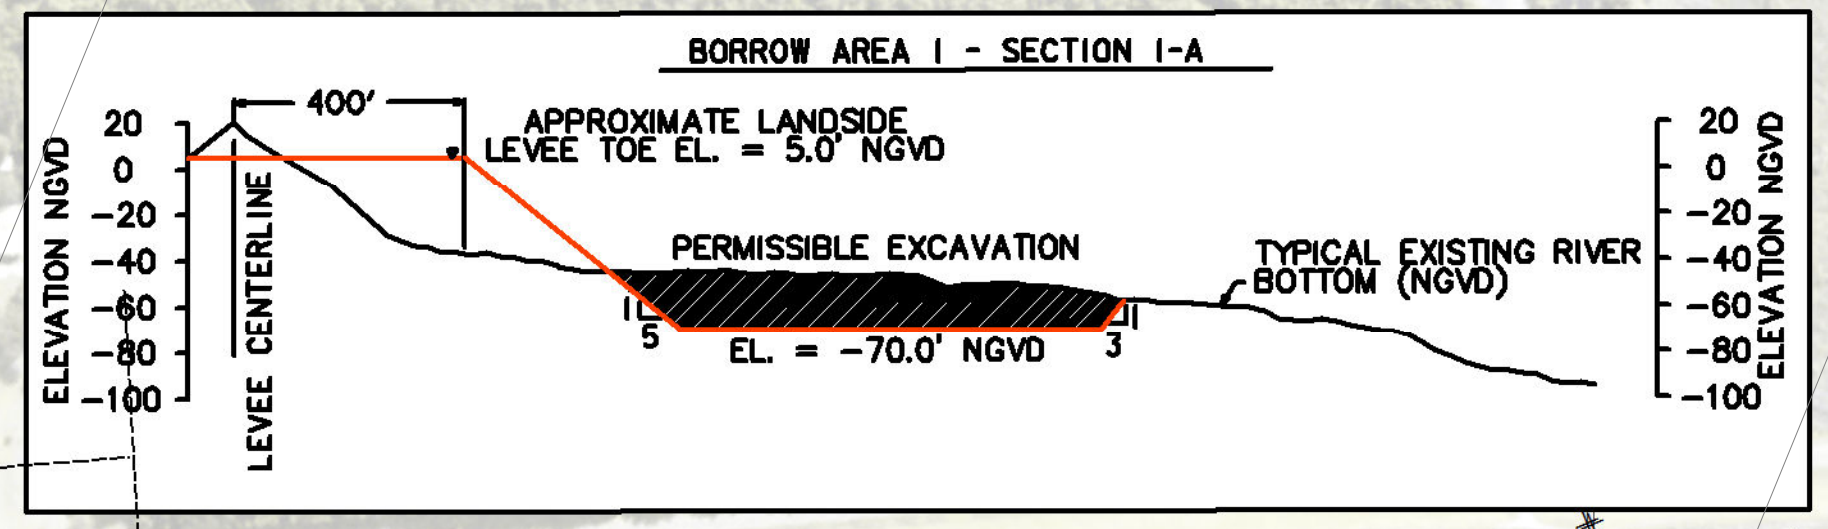 BORROW AREA 1 - SECTION 1-A
400'
APPROXIMATE LANDSIDE
LEVEE TOE EL. = 5.0' NGVD
20
0
-20
-40
-60
-80
-100
ELEVATION NGVD
LEVEE CENTERLINE
PERMISSIBLE EXCAVATION
1
5
EL. = -70.0' NGVD
3
1
TYPICAL EXISTING RIVER
BOTTOM (NGVD)
20
0
-20
-40
-60
-80
-100
ELEVATION NGVD